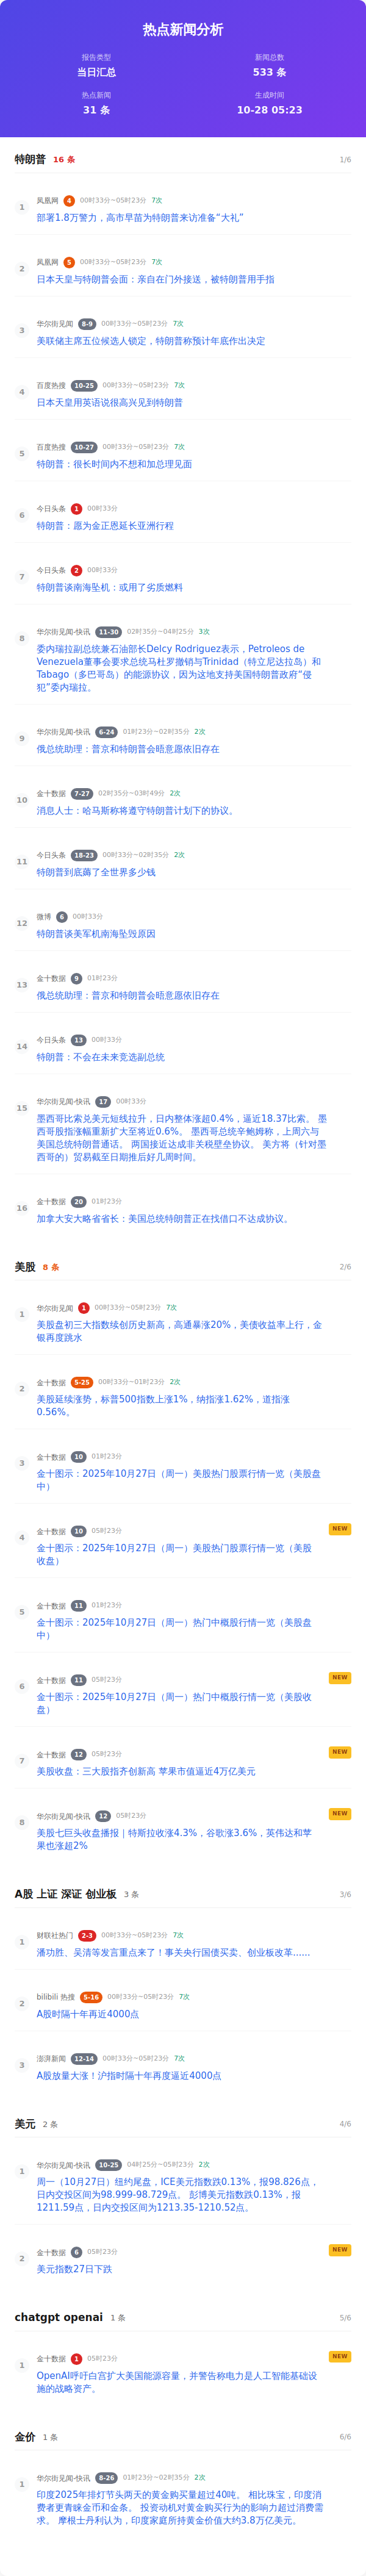 热点新闻分析
报告类型
新闻总数
当日汇总
533 条
热点新闻
生成时间
31 条
10-28 05:23
特朗普 16 条 1/6
1
凤凰网 4 00时33分~05时23分 7次
部署1.8万警力，高市早苗为特朗普来访准备“大礼”
2
凤凰网 5 00时33分~05时23分 7次
日本天皇与特朗普会面：亲自在门外接送，被特朗普用手指
3
华尔街见闻 8-9 00时33分~05时23分 7次
美联储主席五位候选人锁定，特朗普称预计年底作出决定
4
百度热搜 10-25 00时33分~05时23分 7次
日本天皇用英语说很高兴见到特朗普
5
百度热搜 10-27 00时33分~05时23分 7次
特朗普：很长时间内不想和加总理见面
6
今日头条 1 00时33分
特朗普：愿为金正恩延长亚洲行程
7
今日头条 2 00时33分
特朗普谈南海坠机：或用了劣质燃料
8
华尔街见闻-快讯 11-30 02时35分~04时25分 3次
委内瑞拉副总统兼石油部长Delcy Rodriguez表示，Petroleos de
Venezuela董事会要求总统马杜罗撤销与Trinidad（特立尼达拉岛）和
Tabago（多巴哥岛）的能源协议，因为这地支持美国特朗普政府“侵
犯”委内瑞拉。
9
华尔街见闻-快讯 6-24 01时23分~02时35分 2次
俄总统助理：普京和特朗普会晤意愿依旧存在
10
金十数据 7-27 02时35分~03时49分 2次
消息人士：哈马斯称将遵守特朗普计划下的协议。
11
今日头条 18-23 00时33分~02时35分 2次
特朗普到底薅了全世界多少钱
12
微博 6 00时33分
特朗普谈美军机南海坠毁原因
13
金十数据 9 01时23分
俄总统助理：普京和特朗普会晤意愿依旧存在
14
今日头条 13 00时33分
特朗普：不会在未来竞选副总统
15
华尔街见闻-快讯 17 00时33分
墨西哥比索兑美元短线拉升，日内整体涨超0.4%，逼近18.37比索。 墨
西哥股指涨幅重新扩大至将近0.6%。 墨西哥总统辛鲍姆称，上周六与
美国总统特朗普通话。 两国接近达成非关税壁垒协议。 美方将（针对墨
西哥的）贸易截至日期推后好几周时间。
16
金十数据 20 01时23分
加拿大安大略省省长：美国总统特朗普正在找借口不达成协议。
美股 8 条 2/6
1
华尔街见闻 1 00时33分~05时23分 7次
美股盘初三大指数续创历史新高，高通暴涨20%，美债收益率上行，金
银再度跳水
2
金十数据 5-25 00时33分~01时23分 2次
美股延续涨势，标普500指数上涨1%，纳指涨1.62%，道指涨
0.56%。
3
金十数据 10 01时23分
金十图示：2025年10月27日（周一）美股热门股票行情一览（美股盘
中）
4
金十数据 10 05时23分 NEW
金十图示：2025年10月27日（周一）美股热门股票行情一览（美股
收盘）
5
金十数据 11 01时23分
金十图示：2025年10月27日（周一）热门中概股行情一览（美股盘
中）
6
金十数据 11 05时23分 NEW
金十图示：2025年10月27日（周一）热门中概股行情一览（美股收
盘）
7
金十数据 12 05时23分 NEW
美股收盘：三大股指齐创新高 苹果市值逼近4万亿美元
8
华尔街见闻-快讯 12 05时23分 NEW
美股七巨头收盘播报｜特斯拉收涨4.3%，谷歌涨3.6%，英伟达和苹
果也涨超2%
A股 上证 深证 创业板 3 条 3/6
1
财联社热门 2-3 00时33分~05时23分 7次
潘功胜、吴清等发言重点来了！事关央行国债买卖、创业板改革……
2
bilibili 热搜 5-16 00时33分~05时23分 7次
A股时隔十年再近4000点
3
澎湃新闻 12-14 00时33分~05时23分 7次
A股放量大涨！沪指时隔十年再度逼近4000点
美元 2 条 4/6
1
华尔街见闻-快讯 10-25 04时25分~05时23分 2次
周一（10月27日）纽约尾盘，ICE美元指数跌0.13%，报98.826点，
日内交投区间为98.999-98.729点。 彭博美元指数跌0.13%，报
1211.59点，日内交投区间为1213.35-1210.52点。
2
金十数据 6 05时23分 NEW
美元指数27日下跌
chatgpt openai 1 条 5/6
1
金十数据 1 05时23分 NEW
OpenAI呼吁白宫扩大美国能源容量，并警告称电力是人工智能基础设
施的战略资产。
金价 1 条 6/6
1
华尔街见闻-快讯 8-26 01时23分~02时35分 2次
印度2025年排灯节头两天的黄金购买量超过40吨。 相比珠宝，印度消
费者更青睐金币和金条。 投资动机对黄金购买行为的影响力超过消费需
求。 摩根士丹利认为，印度家庭所持黄金价值大约3.8万亿美元。